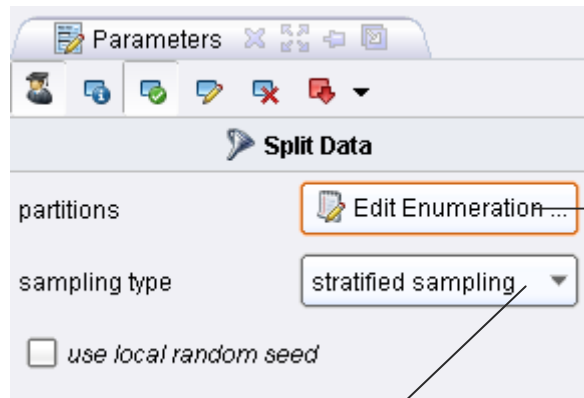 Parameters
Split Data
partitions
Edit Enumeration ...
sampling type
stratified sampling
use local random seed